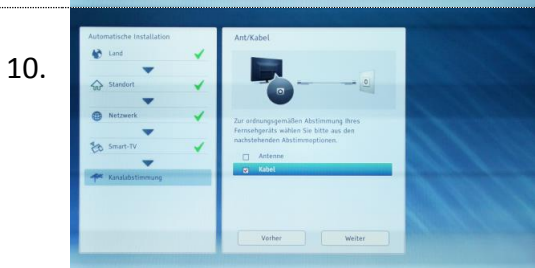 10.
Automatische Installation
Land
Standort
Netzwerk
Smart-TV
Kanalabstimmung
Ant/Kabel
Zur ordnungsgemäßen Abstimmung Ihres
Fernsehgeräts wählen Sie bitte aus den
nachstehenden Abstimmoptionen.
Antenne
Kabel
Vorher
Weiter